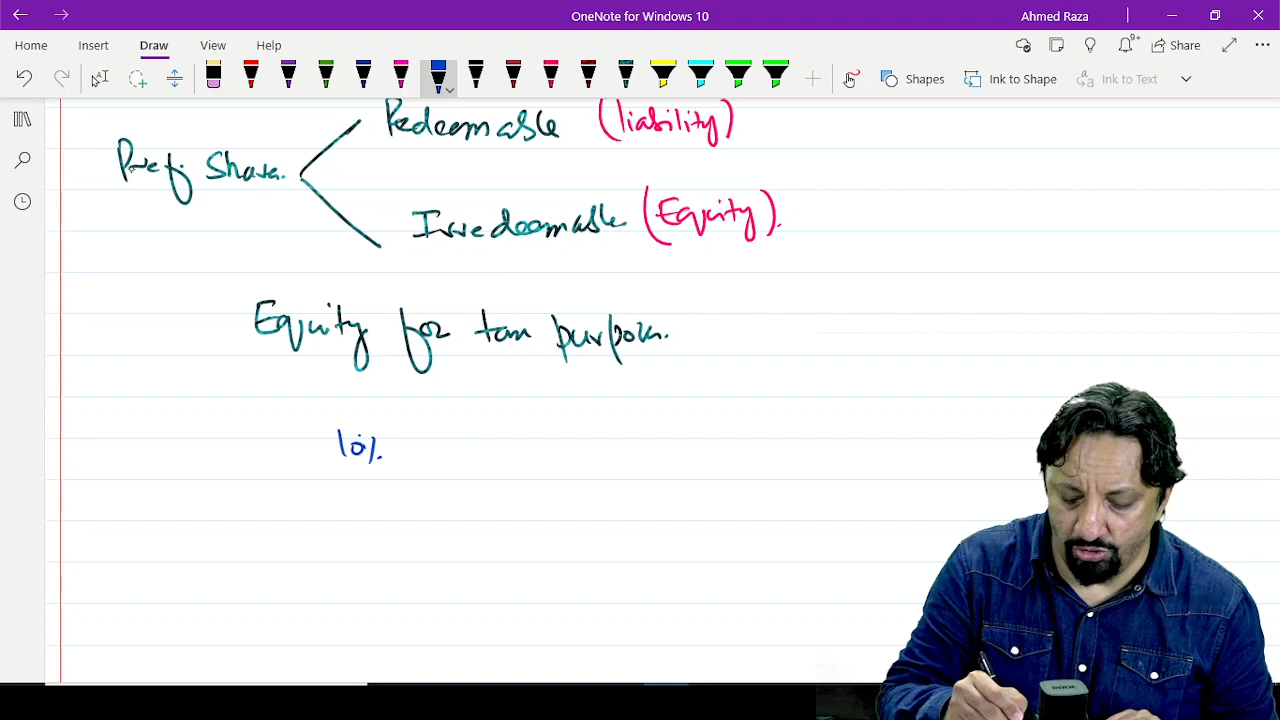 OneNote for Windows 10
Ahmed Raza
Home Insert Draw View Help
Share
Shapes Ink to Shape Ink to Text
Redeemable (liability)
Pref. Share.
Irredeemable (Equity).
Equity for tax purpose.
10%
RODE